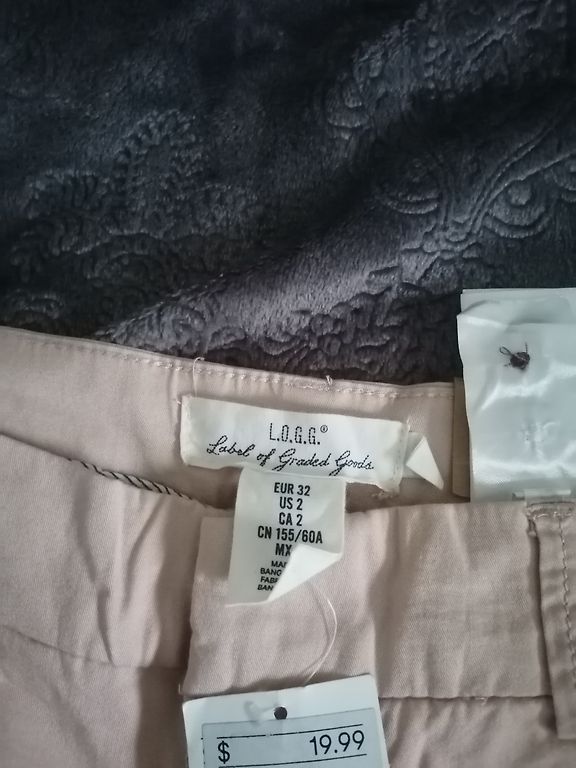 L.O.G.G.®
Label of Graded Goods
EUR 32
US 2
CA 2
CN 155/60A
MX
$ 19.99